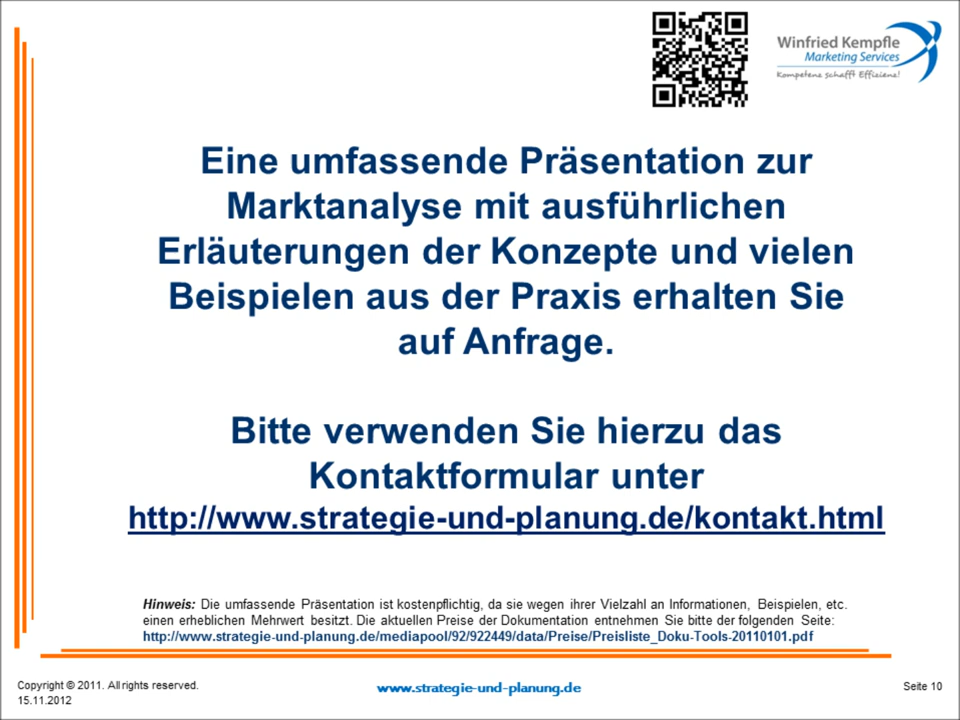 Winfried Kempfle
Marketing Services
Kompetenz schafft Effizienz!
Eine umfassende Präsentation zur
Marktanalyse mit ausführlichen
Erläuterungen der Konzepte und vielen
Beispielen aus der Praxis erhalten Sie
auf Anfrage.
Bitte verwenden Sie hierzu das
Kontaktformular unter
http://www.strategie-und-planung.de/kontakt.html
Hinweis: Die umfassende Präsentation ist kostenpflichtig, da sie wegen ihrer Vielzahl an Informationen, Beispielen, etc.
einen erheblichen Mehrwert besitzt. Die aktuellen Preise der Dokumentation entnehmen Sie bitte der folgenden Seite:
http://www.strategie-und-planung.de/mediapool/92/922449/data/Preise/Preisliste_Doku-Tools-20110101.pdf
Copyright © 2011. All rights reserved.
15.11.2012
www.strategie-und-planung.de
Seite 10